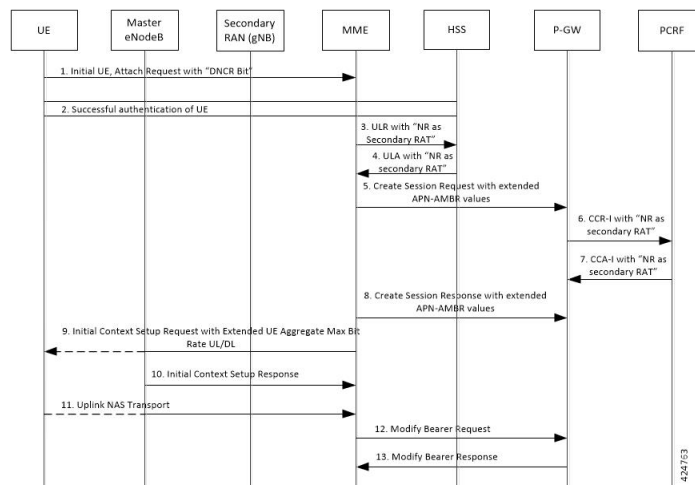 UE
Master
eNodeB
Secondary
RAN (gNB)
MME
HSS
P-GW
PCRF
1. Initial UE, Attach Request with "DNCR Bit"
2. Successful authentication of UE
3. ULR with "NR as
Secondary RAT"
4. ULA with "NR as
secondary RAT"
5. Create Session Request with extended
APN-AMBR values
6. CCR-I with "NR as
secondary RAT"
7. CCA-I with "NR as
secondary RAT"
8. Create Session Response with extended
APN-AMBR values
9. Initial Context Setup Request with Extended UE Aggregate Max Bit
Rate UL/DL
10. Initial Context Setup Response
11. Uplink NAS Transport
12. Modify Bearer Request
13. Modify Bearer Response
424763